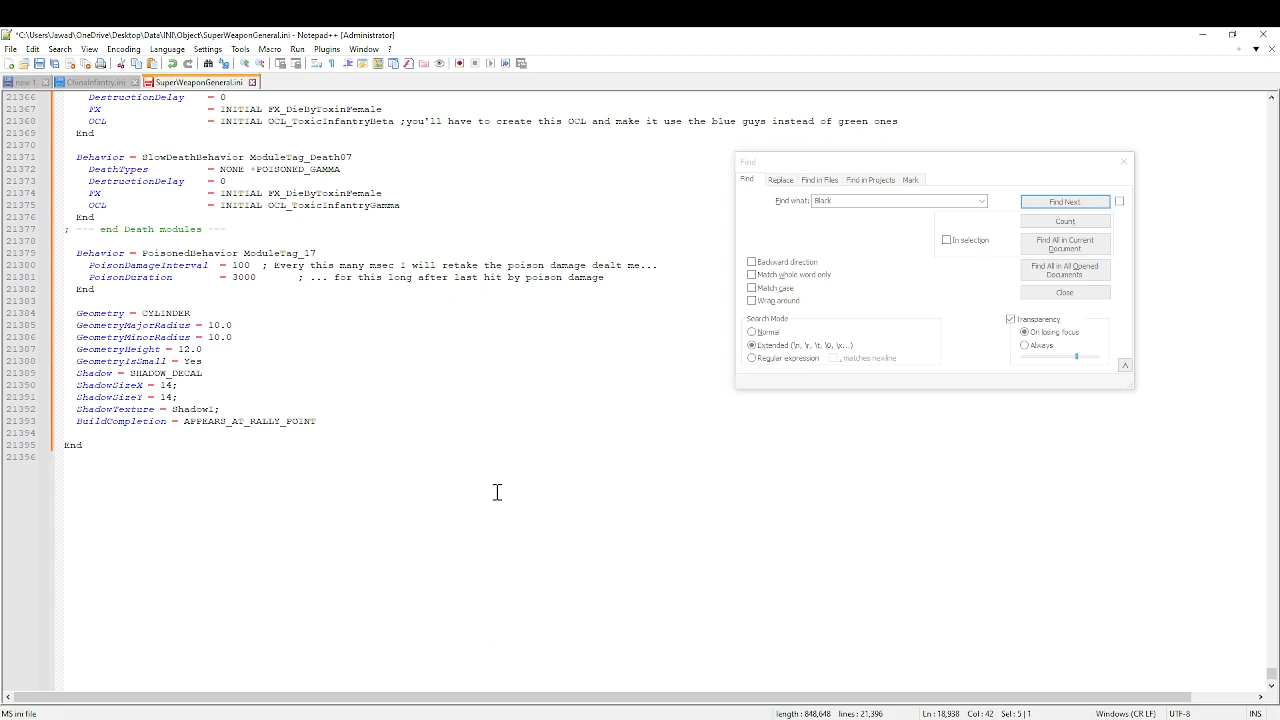 *C:\Users\Jawad\OneDrive\Desktop\Data\INI\Object\SuperWeaponGeneral.ini - Notepad++ [Administrator]
File Edit Search View Encoding Language Settings Tools Macro Run Plugins Window ?
new 1 ChinaInfantry.ini SuperWeaponGeneral.ini
21366 DestructionDelay = 0
21367 FX = INITIAL FX_DieByToxinFemale
21368 OCL = INITIAL OCL_ToxicInfantryBeta ;you'll have to create this OCL and make it use the blue guys instead of green ones
21369 End
21370
21371 Behavior = SlowDeathBehavior ModuleTag_Death07
21372 DeathTypes = NONE +POISONED_GAMMA
21373 DestructionDelay = 0
21374 FX = INITIAL FX_DieByToxinFemale
21375 OCL = INITIAL OCL_ToxicInfantryGamma
21376 End
21377 ; --- end Death modules ---
21378
21379 Behavior = PoisonedBehavior ModuleTag_17
21380 PoisonDamageInterval = 100 ; Every this many msec I will retake the poison damage dealt me...
21381 PoisonDuration = 3000 ; ... for this long after last hit by poison damage
21382 End
21383
21384 Geometry = CYLINDER
21385 GeometryMajorRadius = 10.0
21386 GeometryMinorRadius = 10.0
21387 GeometryHeight = 12.0
21388 GeometryIsSmall = Yes
21389 Shadow = SHADOW_DECAL
21390 ShadowSizeX = 14;
21391 ShadowSizeY = 14;
21392 ShadowTexture = ShadowI;
21393 BuildCompletion = APPEARS_AT_RALLY_POINT
21394
21395 End
21396
Find
Find Replace Find in Files Find in Projects Mark
Find what: Black Find Next
Count
In selection Find All in Current Document
Backward direction Find All in All Opened Documents
Match whole word only
Match case Close
Wrap around
Search Mode Transparency
Normal On losing focus
Extended (\n, \r, \t, \0, \x...) Always
Regular expression . matches newline
MS ini file length : 848,648 lines : 21,396 Ln : 18,938 Col : 42 Sel : 5 | 1 Windows (CR LF) UTF-8 INS